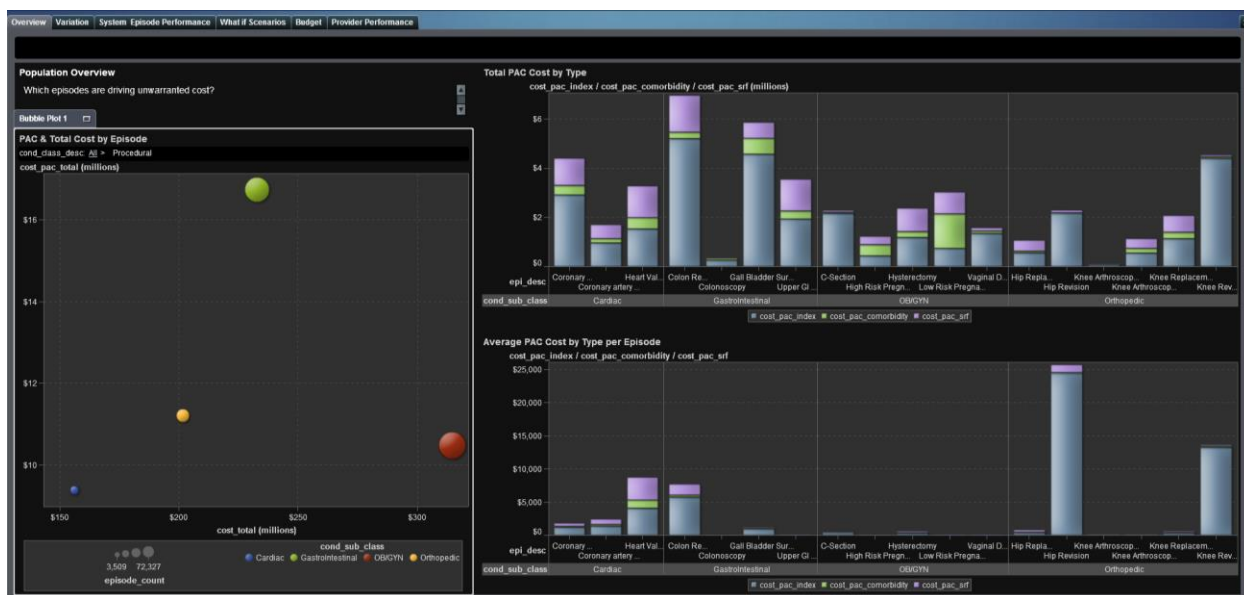 Overview Variation System Episode Performance What if Scenarios Budget Provider Performance
Population Overview
Which episodes are driving unwarranted cost?
Bubble Plot 1
PAC & Total Cost by Episode
cond_class_desc: All > Procedural
cost_pac_total (millions)
$16
$14
$12
$10
$150 $200 $250 $300
cost_total (millions)
cond_sub_class
Cardiac Gastrointestinal OB/GYN Orthopedic
3,509 72,327
episode_count
Total PAC Cost by Type
cost_pac_index / cost_pac_comorbidity / cost_pac_srf (millions)
$6
$4
$2
$0
epi_desc
Coronary ... Heart Val... Colon Re... Gall Bladder Sur... C-Section Hysterectomy Vaginal D... Hip Repla... Knee Arthroscop... Knee Replacem...
Coronary artery ... Colonoscopy Upper GI ... High Risk Pregn... Low Risk Pregna... Hip Revision Knee Arthroscop... Knee Rev...
cond_sub_class Cardiac Gastrointestinal OB/GYN Orthopedic
cost_pac_index cost_pac_comorbidity cost_pac_srf
Average PAC Cost by Type per Episode
cost_pac_index / cost_pac_comorbidity / cost_pac_srf
$25,000
$20,000
$15,000
$10,000
$5,000
$0
epi_desc
Coronary ... Heart Val... Colon Re... Gall Bladder Sur... C-Section Hysterectomy Vaginal D... Hip Repla... Knee Arthroscop... Knee Replacem...
Coronary artery ... Colonoscopy Upper GI ... High Risk Pregn... Low Risk Pregna... Hip Revision Knee Arthroscop... Knee Rev...
cond_sub_class Cardiac Gastrointestinal OB/GYN Orthopedic
cost_pac_index cost_pac_comorbidity cost_pac_srf